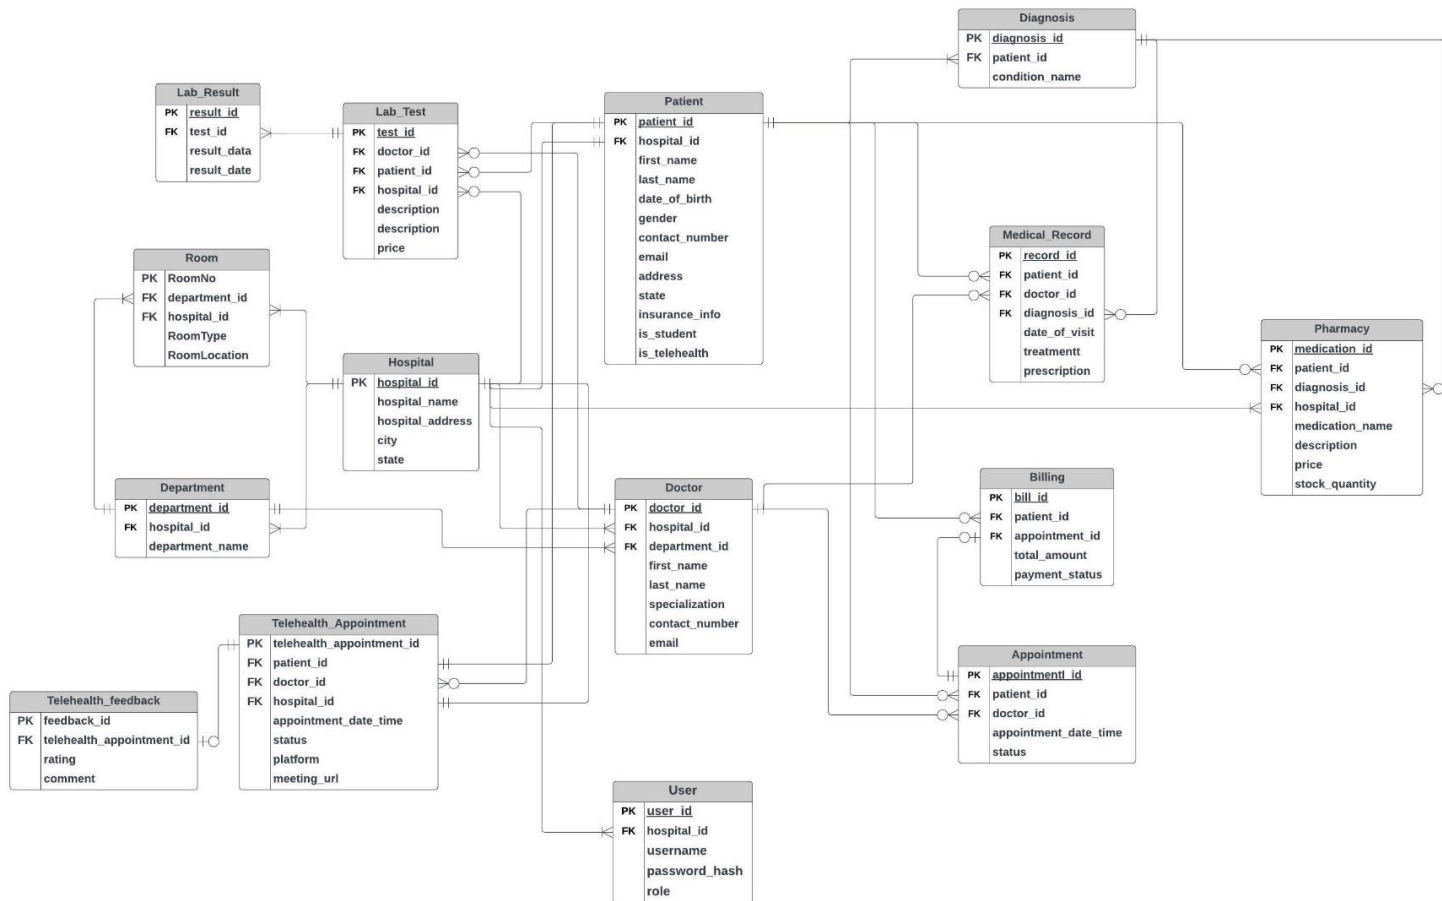 Diagnosis
PK diagnosis_id
FK patient_id
condition_name
Lab_Result
PK result_id
FK test_id
result_data
result_date
Lab_Test
PK test_id
FK doctor_id
FK patient_id
FK hospital_id
description
description
price
Patient
PK patient_id
FK hospital_id
first_name
last_name
date_of_birth
gender
contact_number
email
address
state
insurance_info
is_student
is_telehealth
Medical_Record
PK record_id
FK patient_id
FK doctor_id
FK diagnosis_id
date_of_visit
treatmentt
prescription
Room
PK RoomNo
FK department_id
FK hospital_id
RoomType
RoomLocation
Pharmacy
PK medication_id
FK patient_id
FK diagnosis_id
FK hospital_id
medication_name
description
price
stock_quantity
Hospital
PK hospital_id
hospital_name
hospital_address
city
state
Department
PK department_id
FK hospital_id
department_name
Doctor
PK doctor_id
FK hospital_id
FK department_id
first_name
last_name
specialization
contact_number
email
Billing
PK bill_id
FK patient_id
FK appointment_id
total_amount
payment_status
Telehealth_Appointment
PK telehealth_appointment_id
FK patient_id
FK doctor_id
FK hospital_id
appointment_date_time
status
platform
meeting_url
Appointment
PK appointmentl_id
FK patient_id
FK doctor_id
appointment_date_time
status
Telehealth_feedback
PK feedback_id
FK telehealth_appointment_id
rating
comment
User
PK user_id
FK hospital_id
username
password_hash
role